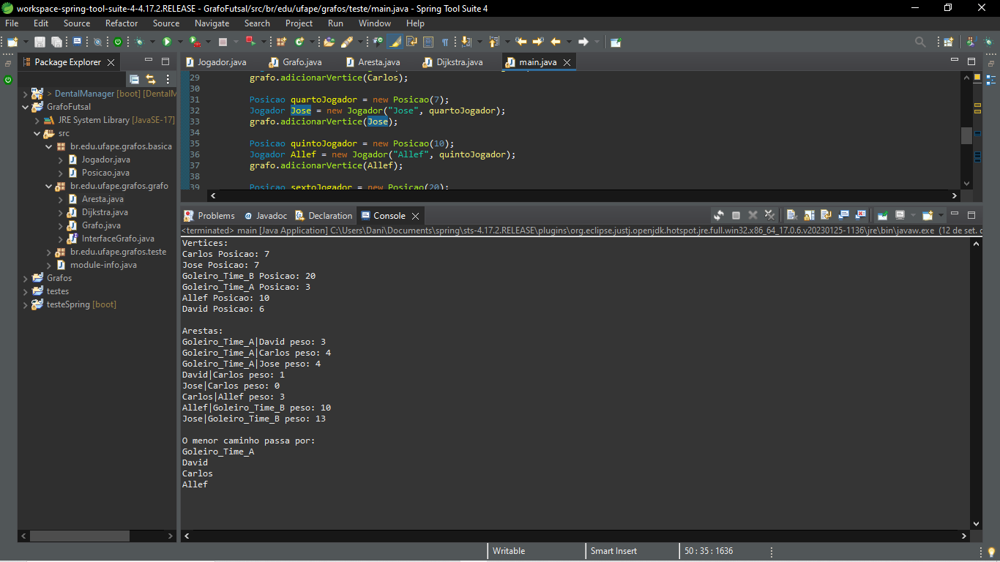 workspace-spring-tool-suite-4-4.17.2.RELEASE - GrafoFutsal/src/br/edu/ufape/grafos/teste/main.java - Spring Tool Suite 4
File Edit Source Refactor Source Navigate Search Project Run Window Help
Package Explorer
> DentalManager [boot] [DentalM
GrafoFutsal
JRE System Library [JavaSE-17]
src
br.edu.ufape.grafos.basica
Jogador.java
Posicao.java
br.edu.ufape.grafos.grafo
Aresta.java
Dijkstra.java
Grafo.java
InterfaceGrafo.java
br.edu.ufape.grafos.teste
module-info.java
Grafos
testes
testeSpring [boot]
Jogador.java Grafo.java Aresta.java Dijkstra.java main.java
29 grafo.adicionarVertice(Carlos);
30
31 Posicao quartoJogador = new Posicao(7);
32 Jogador Jose = new Jogador("Jose", quartoJogador);
33 grafo.adicionarVertice(Jose);
34
35 Posicao quintoJogador = new Posicao(10);
36 Jogador Allef = new Jogador("Allef", quintoJogador);
37 grafo.adicionarVertice(Allef);
38
39 Posicao sextoJogador = new Posicao(20);
Problems Javadoc Declaration Console
<terminated> main [Java Application] C:\Users\Dani\Documents\spring\sts-4.17.2.RELEASE\plugins\org.eclipse.justj.openjdk.hotspot.jre.full.win32.x86_64_17.0.6.v20230125-1136\jre\bin\javaw.exe (12 de set. d
Vertices:
Carlos Posicao: 7
Jose Posicao: 7
Goleiro_Time_B Posicao: 20
Goleiro_Time_A Posicao: 3
Allef Posicao: 10
David Posicao: 6
Arestas:
Goleiro_Time_A|David peso: 3
Goleiro_Time_A|Carlos peso: 4
Goleiro_Time_A|Jose peso: 4
David|Carlos peso: 1
Jose|Carlos peso: 0
Carlos|Allef peso: 3
Allef|Goleiro_Time_B peso: 10
Jose|Goleiro_Time_B peso: 13
O menor caminho passa por:
Goleiro_Time_A
David
Carlos
Allef
Writable Smart Insert 50 : 35 : 1636